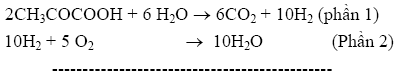 2CH₃COCOOH + 6 H₂O → 6CO₂ + 10H₂ (phần 1)
10H₂ + 5 O₂ → 10H₂O (Phần 2)